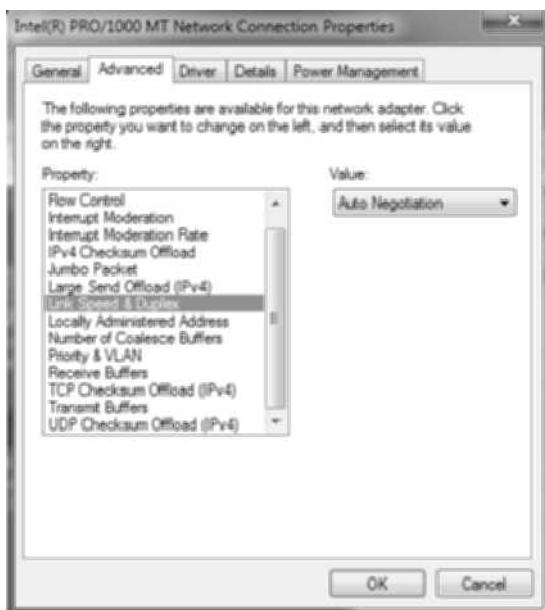 Intel(R) PRO/1000 MT Network Connection Properties
General Advanced Driver Details Power Management
The following properties are available for this network adapter. Click
the property you want to change on the left, and then select its value
on the right.
Property:
Value:
Flow Control
Interrupt Moderation
Interrupt Moderation Rate
IPv4 Checksum Offload
Jumbo Packet
Large Send Offload (IPv4)
Link Speed & Duplex
Locally Administered Address
Number of Coalesce Buffers
Priority & VLAN
Receive Buffers
TCP Checksum Offload (IPv4)
Transmit Buffers
UDP Checksum Offload (IPv4)
Auto Negotiation
OK
Cancel